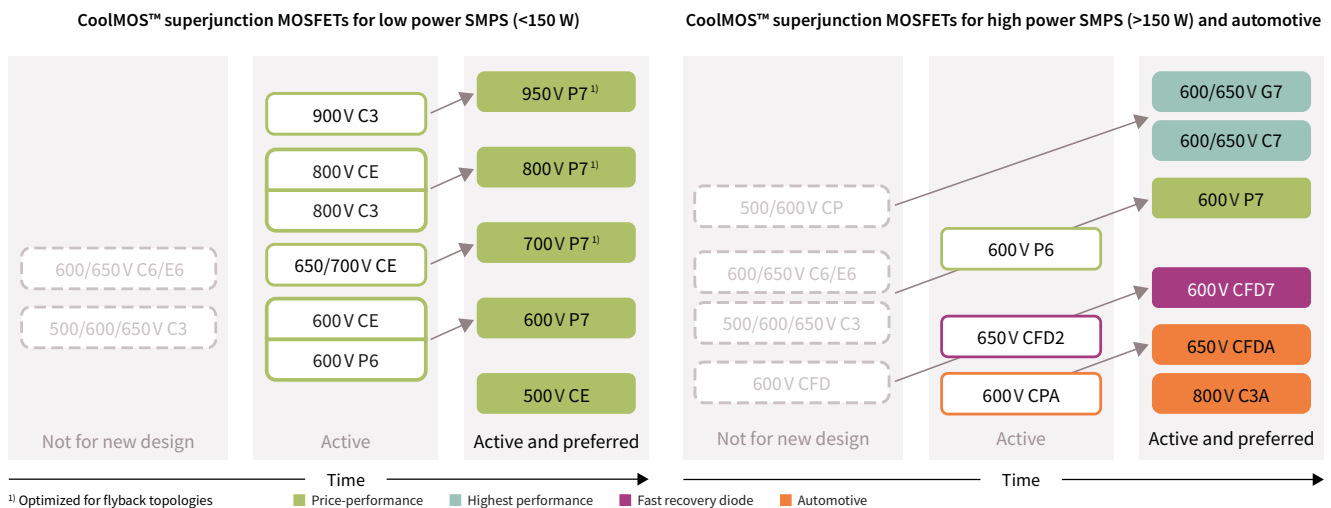 CoolMOS™ superjunction MOSFETs for low power SMPS (<150 W)
900 V C3
800 V CE
800 V C3
600/650 V C6/E6
650/700 V CE
500/600/650 V C3
600 V CE
600 V P6
950 V P7 1)
800 V P7 1)
700 V P7 1)
600 V P7
500 V CE
Not for new design
Active
Active and preferred
Time
CoolMOS™ superjunction MOSFETs for high power SMPS (>150 W) and automotive
500/600 V CP
600/650 V C6/E6
500/600/650 V C3
600 V CFD
600 V P6
650 V CFD2
600 V CPA
600/650 V G7
600/650 V C7
600 V P7
600 V CFD7
650 V CFDA
800 V C3A
Not for new design
Active
Active and preferred
Time
1) Optimized for flyback topologies
Price-performance
Highest performance
Fast recovery diode
Automotive